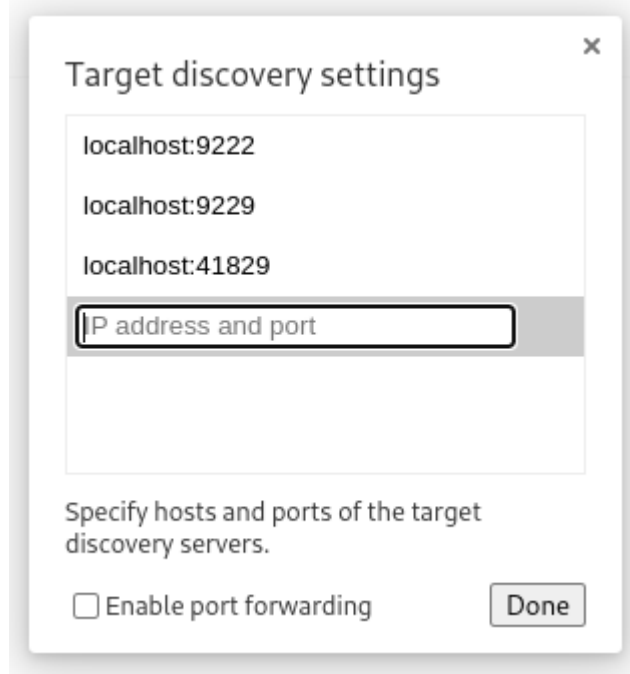 ×
Target discovery settings
localhost:9222
localhost:9229
localhost:41829
IP address and port
Specify hosts and ports of the target
discovery servers.
Enable port forwarding
Done